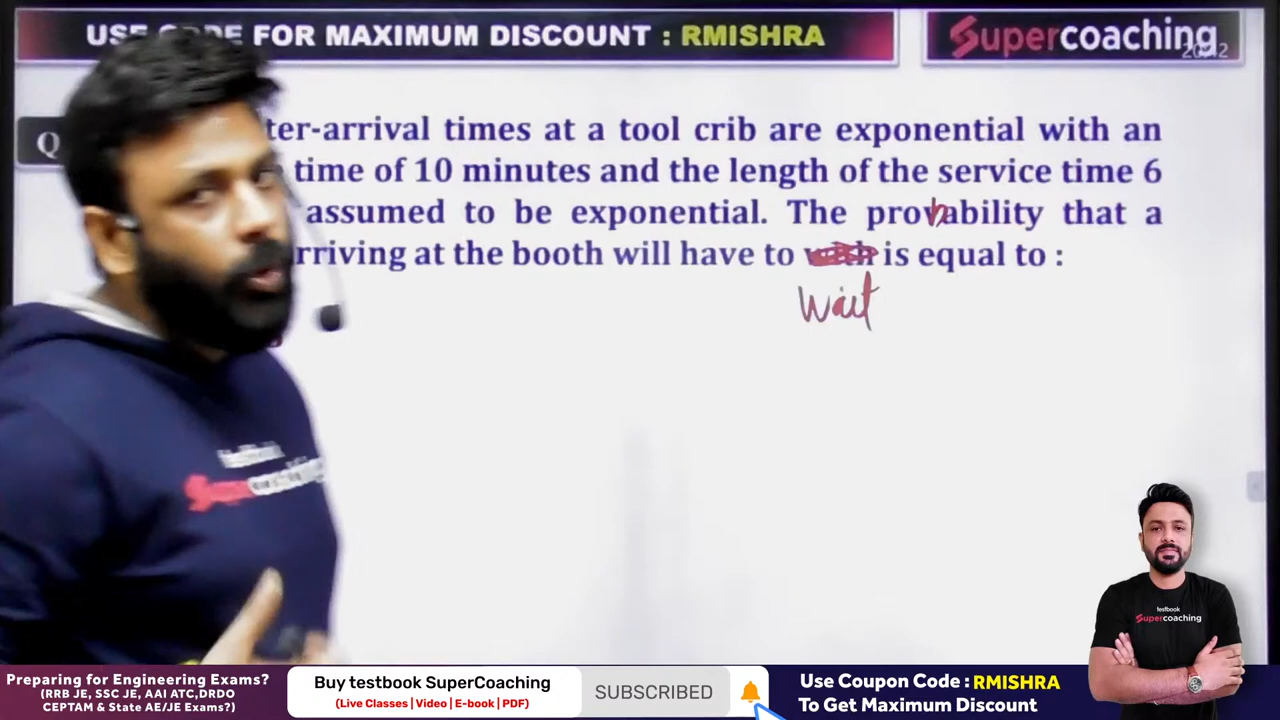 USE CODE FOR MAXIMUM DISCOUNT : RMISHRA
Supercoaching
Q
ter-arrival times at a tool crib are exponential with an
time of 10 minutes and the length of the service time 6
assumed to be exponential. The probability that a
rriving at the booth will have to is equal to :
wait
testbook
Supercoaching
testbook
Supercoaching
Preparing for Engineering Exams?
(RRB JE, SSC JE, AAI ATC,DRDO
CEPTAM & State AE/JE Exams?)
Buy testbook SuperCoaching
(Live Classes | Video | E-book | PDF)
SUBSCRIBED
Use Coupon Code : RMISHRA
To Get Maximum Discount